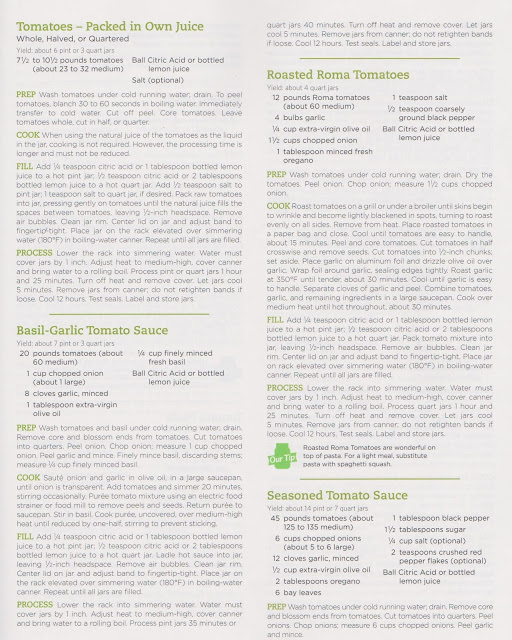 Tomatoes – Packed in Own Juice
Whole, Halved, or Quartered
Yield: about 6 pint or 3 quart jars
7½ to 10½ pounds tomatoes
(about 23 to 32 medium)
Ball Citric Acid or bottled
lemon juice
Salt (optional)
PREP Wash tomatoes under cold running water; drain. To peel
tomatoes, blanch 30 to 60 seconds in boiling water. Immediately
transfer to cold water. Cut off peel. Core tomatoes. Leave
tomatoes whole, cut in half, or quarter.
COOK When using the natural juice of the tomatoes as the liquid
in the jar, cooking is not required. However, the processing time is
longer and must not be reduced.
FILL Add ¼ teaspoon citric acid or 1 tablespoon bottled lemon
juice to a hot pint jar; ½ teaspoon citric acid or 2 tablespoons
bottled lemon juice to a hot quart jar. Add ½ teaspoon salt to
pint jar; 1 teaspoon salt to quart jar, if desired. Pack raw tomatoes
into jar, pressing gently on tomatoes until the natural juice fills the
spaces between tomatoes, leaving ½-inch headspace. Remove
air bubbles. Clean jar rim. Center lid on jar and adjust band to
fingertip-tight. Place jar on the rack elevated over simmering
water (180°F) in boiling-water canner. Repeat until all jars are filled.
PROCESS Lower the rack into simmering water. Water must
cover jars by 1 inch. Adjust heat to medium-high, cover canner
and bring water to a rolling boil. Process pint or quart jars 1 hour
and 25 minutes. Turn off heat and remove cover. Let jars cool
5 minutes. Remove jars from canner; do not retighten bands if
loose. Cool 12 hours. Test seals. Label and store jars.
Basil-Garlic Tomato Sauce
Yield: about 7 pint or 3 quart jars
20 pounds tomatoes (about
60 medium)
1 cup chopped onion
(about 1 large)
8 cloves garlic, minced
1 tablespoon extra-virgin
olive oil
¼ cup finely minced
fresh basil
Ball Citric Acid or bottled
lemon juice
PREP Wash tomatoes and basil under cold running water; drain.
Remove core and blossom ends from tomatoes. Cut tomatoes
into quarters. Peel onion. Chop onion; measure 1 cup chopped
onion. Peel garlic and mince. Finely mince basil, discarding stems;
measure ¼ cup finely minced basil.
COOK Sauté onion and garlic in olive oil, in a large saucepan,
until onion is transparent. Add tomatoes and simmer 20 minutes,
stirring occasionally. Purée tomato mixture using an electric food
strainer or food mill to remove peels and seeds. Return purée to
saucepan. Stir in basil. Cook purée, uncovered, over medium-high
heat until reduced by one-half, stirring to prevent sticking.
FILL Add ¼ teaspoon citric acid or 1 tablespoon bottled lemon
juice to a hot pint jar; ½ teaspoon citric acid or 2 tablespoons
bottled lemon juice to a hot quart jar. Ladle hot sauce into jar,
leaving ½-inch headspace. Remove air bubbles. Clean jar rim.
Center lid on jar and adjust band to fingertip-tight. Place jar on
the rack elevated over simmering water (180°F) in boiling-water
canner. Repeat until all jars are filled.
PROCESS Lower the rack into simmering water. Water must
cover jars by 1 inch. Adjust heat to medium-high, cover canner
and bring water to a rolling boil. Process pint jars 35 minutes or
quart jars 40 minutes. Turn off heat and remove cover. Let jars
cool 5 minutes. Remove jars from canner; do not retighten bands
if loose. Cool 12 hours. Test seals. Label and store jars.
Roasted Roma Tomatoes
Yield: about 4 quart jars
12 pounds Roma tomatoes
(about 60 medium)
4 bulbs garlic
¼ cup extra-virgin olive oil
1½ cups chopped onion
1 tablespoon minced fresh
oregano
1 teaspoon salt
½ teaspoon coarsely
ground black pepper
Ball Citric Acid or bottled
lemon juice
PREP Wash tomatoes under cold running water; drain. Dry the
tomatoes. Peel onion. Chop onion; measure 1½ cups chopped
onion.
COOK Roast tomatoes on a grill or under a broiler until skins begin
to wrinkle and become lightly blackened in spots, turning to roast
evenly on all sides. Remove from heat. Place roasted tomatoes in
a paper bag and close. Cool until tomatoes are easy to handle,
about 15 minutes. Peel and core tomatoes. Cut tomatoes in half
crosswise and remove seeds. Cut tomatoes into ½-inch chunks;
set aside. Place garlic on aluminum foil and drizzle olive oil over
garlic. Wrap foil around garlic, sealing edges tightly. Roast garlic
at 350°F until tender, about 30 minutes. Cool until garlic is easy
to handle. Separate cloves of garlic and peel. Combine tomatoes,
garlic, and remaining ingredients in a large saucepan. Cook over
medium heat until hot throughout, about 30 minutes.
FILL Add ¼ teaspoon citric acid or 1 tablespoon bottled lemon
juice to a hot pint jar; ½ teaspoon citric acid or 2 tablespoons
bottled lemon juice to a hot quart jar. Pack tomato mixture into
jar, leaving ½-inch headspace. Remove air bubbles. Clean jar
rim. Center lid on jar and adjust band to fingertip-tight. Place jar
on rack elevated over simmering water (180°F) in boiling-water
canner. Repeat until all jars are filled.
PROCESS Lower the rack into simmering water. Water must
cover jars by 1 inch. Adjust heat to medium-high, cover canner
and bring water to a rolling boil. Process quart jars 1 hour and
25 minutes. Turn off heat and remove cover. Let jars cool
5 minutes. Remove jars from canner; do not retighten bands if
loose. Cool 12 hours. Test seals. Label and store jars.
Our Tip
Roasted Roma Tomatoes are wonderful on
top of pasta. For a light meal, substitute
pasta with spaghetti squash.
Seasoned Tomato Sauce
Yield: about 14 pint or 7 quart jars
45 pounds tomatoes (about
125 to 135 medium)
6 cups chopped onions
(about 5 to 6 large)
12 cloves garlic, minced
½ cup extra-virgin olive oil
2 tablespoons oregano
6 bay leaves
1 tablespoon black pepper
1½ tablespoons sugar
¼ cup salt (optional)
2 teaspoons crushed red
pepper flakes (optional)
Ball Citric Acid or bottled
lemon juice
PREP Wash tomatoes under cold running water; drain. Remove core
and blossom ends from tomatoes. Cut tomatoes into quarters. Peel
onions. Chop onions; measure 6 cups chopped onions. Peel garlic
and mince.